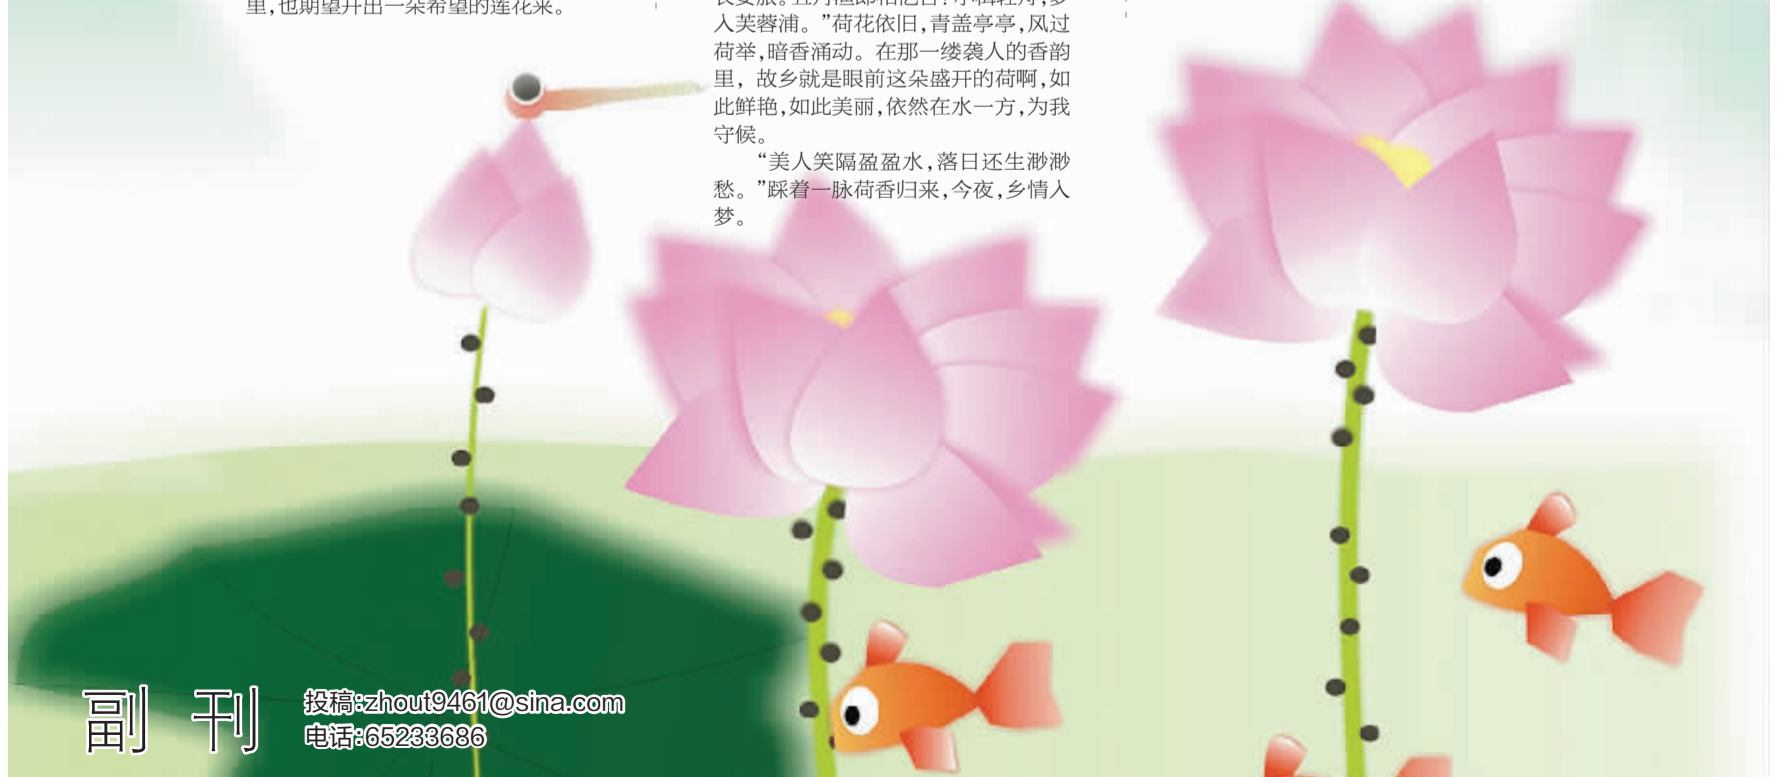 里,也期望开出一朵希望的莲花来。
入芙蓉浦。”荷花依旧,青盖亭亭,风过
荷举,暗香涌动。在那一缕袭人的香韵
里,故乡就是眼前这朵盛开的荷啊,如
此鲜艳,如此美丽,依然在水一方,为我
守候。
“美人笑隔盈盈水,落日还生渺渺
愁。”踩着一脉荷香归来,今夜,乡情入
梦。
副 刊
投稿:zhout9461@sina.com
电话:65233686